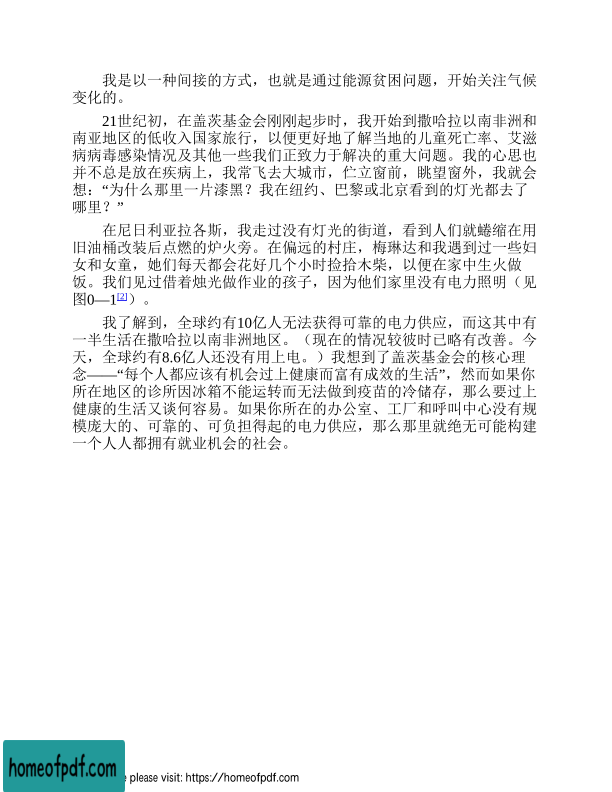 我是以一种间接的方式，也就是通过能源贫困问题，开始关注气候
变化的。
21世纪初，在盖茨基金会刚刚起步时，我开始到撒哈拉以南非洲和
南亚地区的低收入国家旅行，以便更好地了解当地的儿童死亡率、艾滋
病病毒感染情况及其他一些我们正致力于解决的重大问题。我的心思也
并不总是放在疾病上，我常飞去大城市，伫立窗前，眺望窗外，我就会
想：“为什么那里一片漆黑？我在纽约、巴黎或北京看到的灯光都去了
哪里？”
在尼日利亚拉各斯，我走过没有灯光的街道，看到人们就蜷缩在用
旧油桶改装后点燃的炉火旁。在偏远的村庄，梅琳达和我遇到过一些妇
女和女童，她们每天都会花好几个小时捡拾木柴，以便在家中生火做
饭。我们见过借着烛光做作业的孩子，因为他们家里没有电力照明（见
图0—1[2]）。
我了解到，全球约有10亿人无法获得可靠的电力供应，而这其中有
一半生活在撒哈拉以南非洲地区。（现在的情况较彼时已略有改善。今
天，全球约有8.6亿人还没有用上电。）我想到了盖茨基金会的核心理
念——“每个人都应该有机会过上健康而富有成效的生活”，然而如果你
所在地区的诊所因冰箱不能运转而无法做到疫苗的冷储存，那么要过上
健康的生活又谈何容易。如果你所在的办公室、工厂和呼叫中心没有规
模庞大的、可靠的、可负担得起的电力供应，那么那里就绝无可能构建
一个人人都拥有就业机会的社会。
homeofpdf.com
e please visit: https://homeofpdf.com